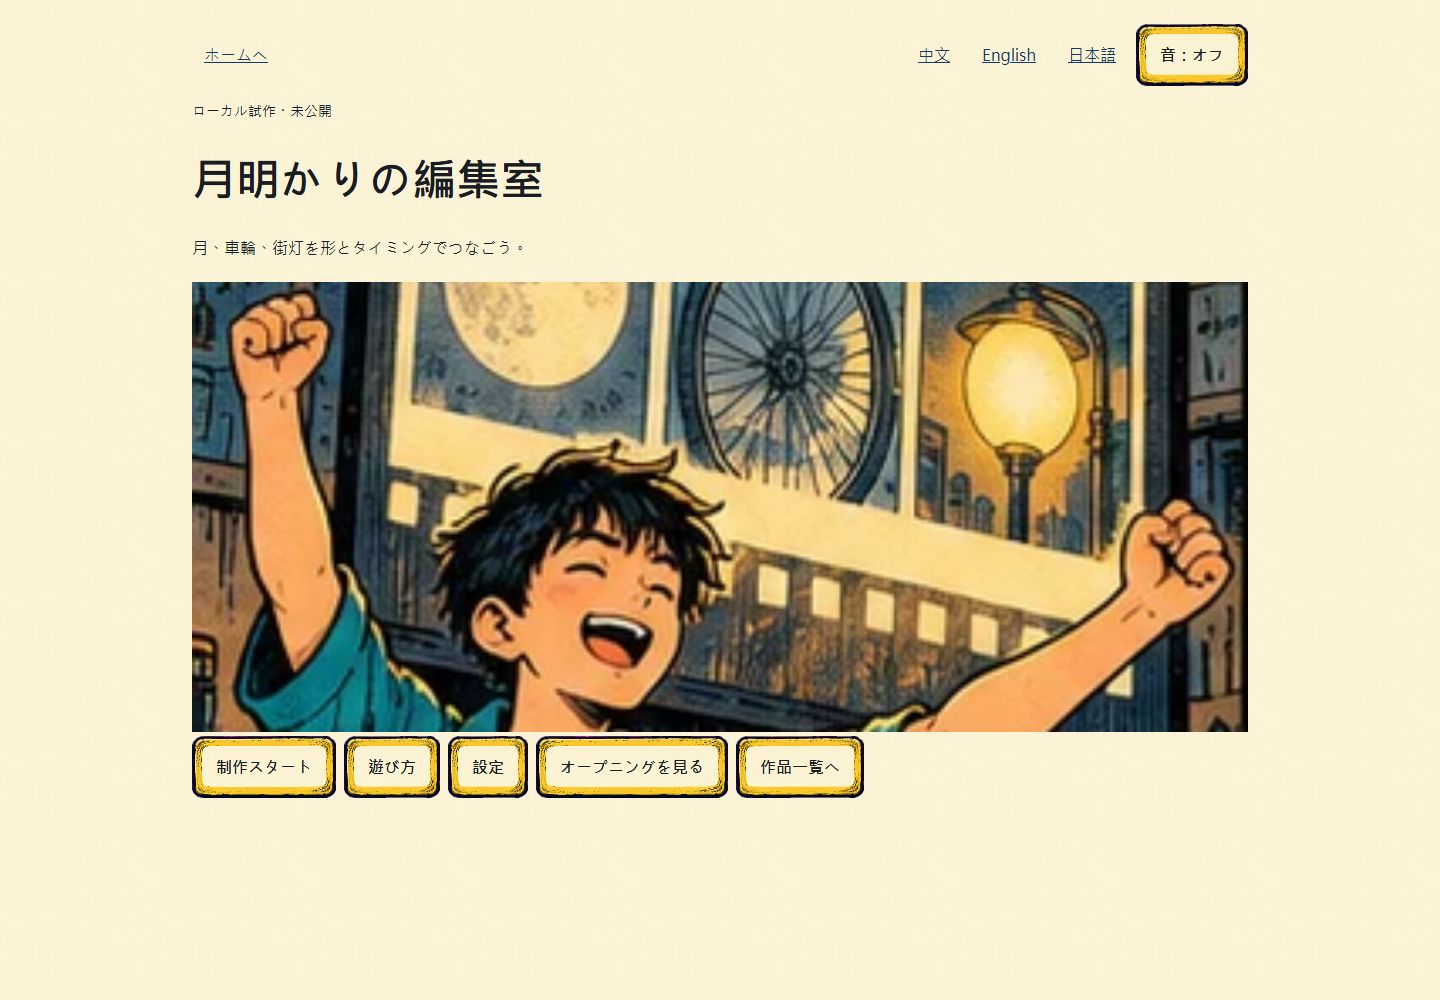 ホームへ
中文 English 日本語 音：オフ
ローカル試作・未公開
月明かりの編集室
月、車輪、街灯を形とタイミングでつなごう。
制作スタート 遊び方 設定 オープニングを見る 作品一覧へ